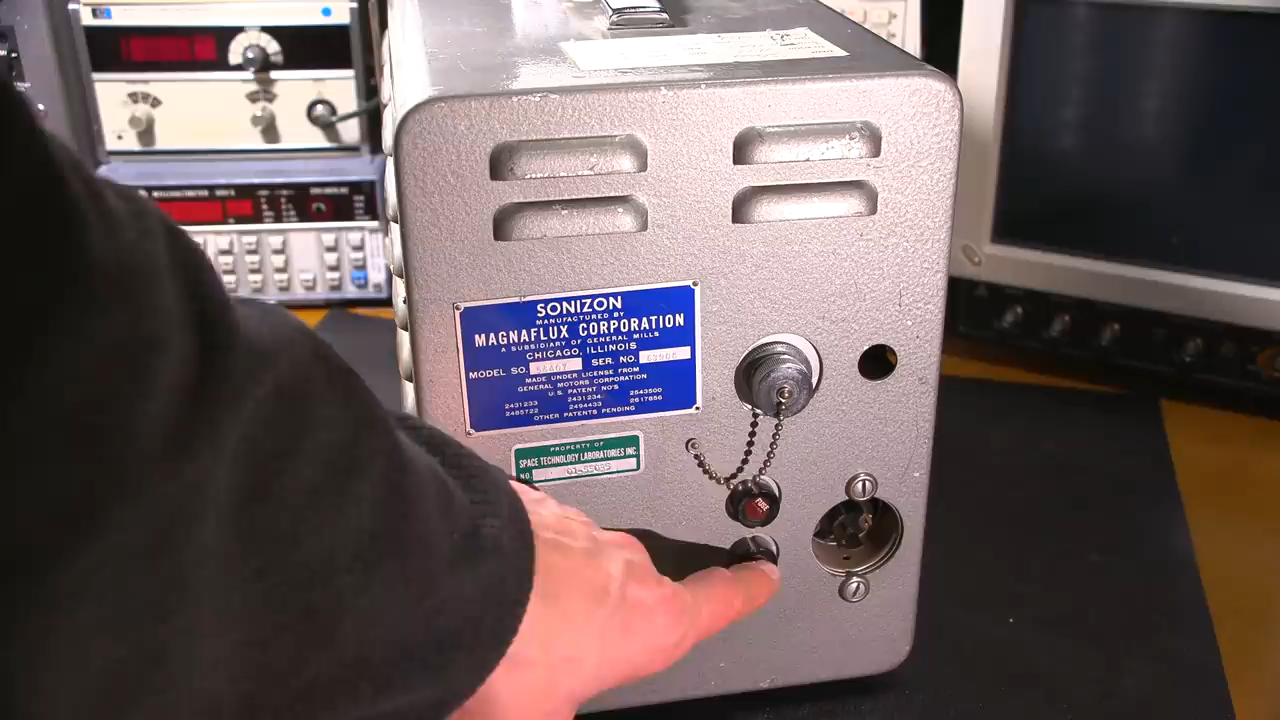 SONIZON
MANUFACTURED BY
MAGNAFLUX CORPORATION
A SUBSIDIARY OF GENERAL MILLS
CHICAGO, ILLINOIS
MODEL SO. SER. NO.
MADE UNDER LICENSE FROM
GENERAL MOTORS CORPORATION
U.S. PATENT NO'S
2431233 2431234 2543500
2485722 2494433 2617856
OTHER PATENTS PENDING
PROPERTY OF
SPACE TECHNOLOGY LABORATORIES INC.
NO.
FUSE